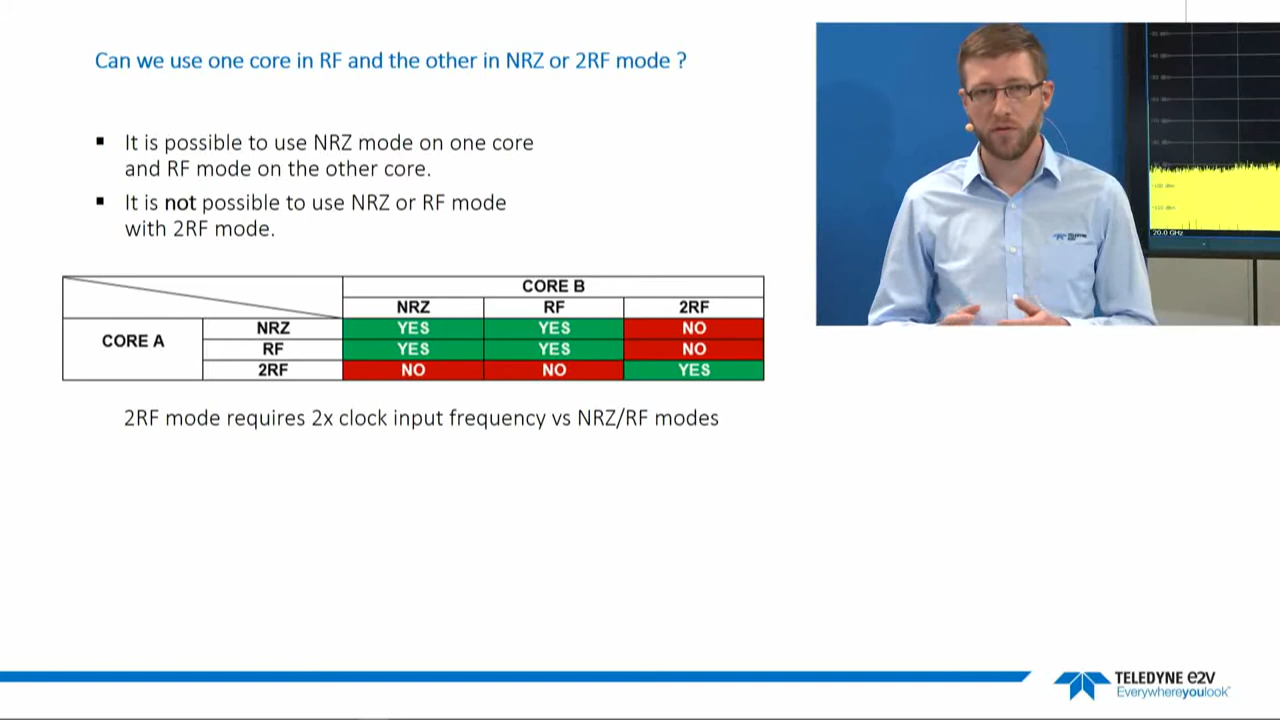 Can we use one core in RF and the other in NRZ or 2RF mode ?
It is possible to use NRZ mode on one core
and RF mode on the other core.
It is not possible to use NRZ or RF mode
with 2RF mode.
CORE B
NRZ RF 2RF
CORE A
NRZ YES YES NO
RF YES YES NO
2RF NO NO YES
2RF mode requires 2x clock input frequency vs NRZ/RF modes
TELEDYNE
e2v
20.0 GHz
TELEDYNE e2v
Everywhereyoulook